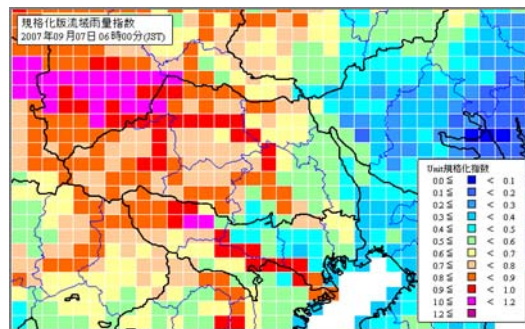 規格化版流域雨量指数
2007年09月07日 06時00分(JST)
Unit規格化指数
0.0 ≦ < 0.1
0.1 ≦ < 0.2
0.2 ≦ < 0.3
0.3 ≦ < 0.4
0.4 ≦ < 0.5
0.5 ≦ < 0.6
0.6 ≦ < 0.7
0.7 ≦ < 0.8
0.8 ≦ < 0.9
0.9 ≦ < 1.0
1.0 ≦ < 1.2
1.2 ≦